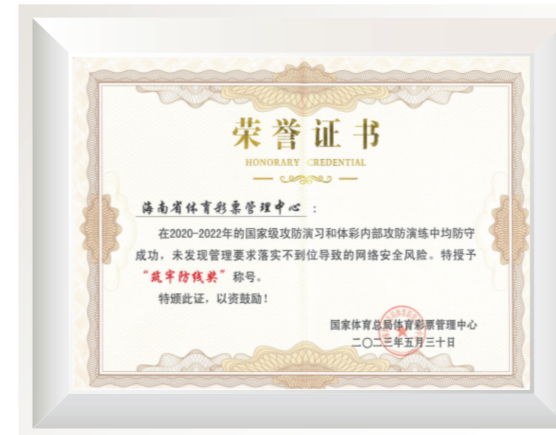 荣誉证书
HONORARY CREDENTIAL
海南省体育彩票管理中心：
在2020-2022年的国家级攻防演习和体彩内部攻防演练中均防守
成功，未发现管理要求落实不到位导致的网络安全风险。特授予
“筑牢防线奖”称号。
特颁此证，以资鼓励！
国家体育总局体育彩票管理中心
二〇二三年五月三十日